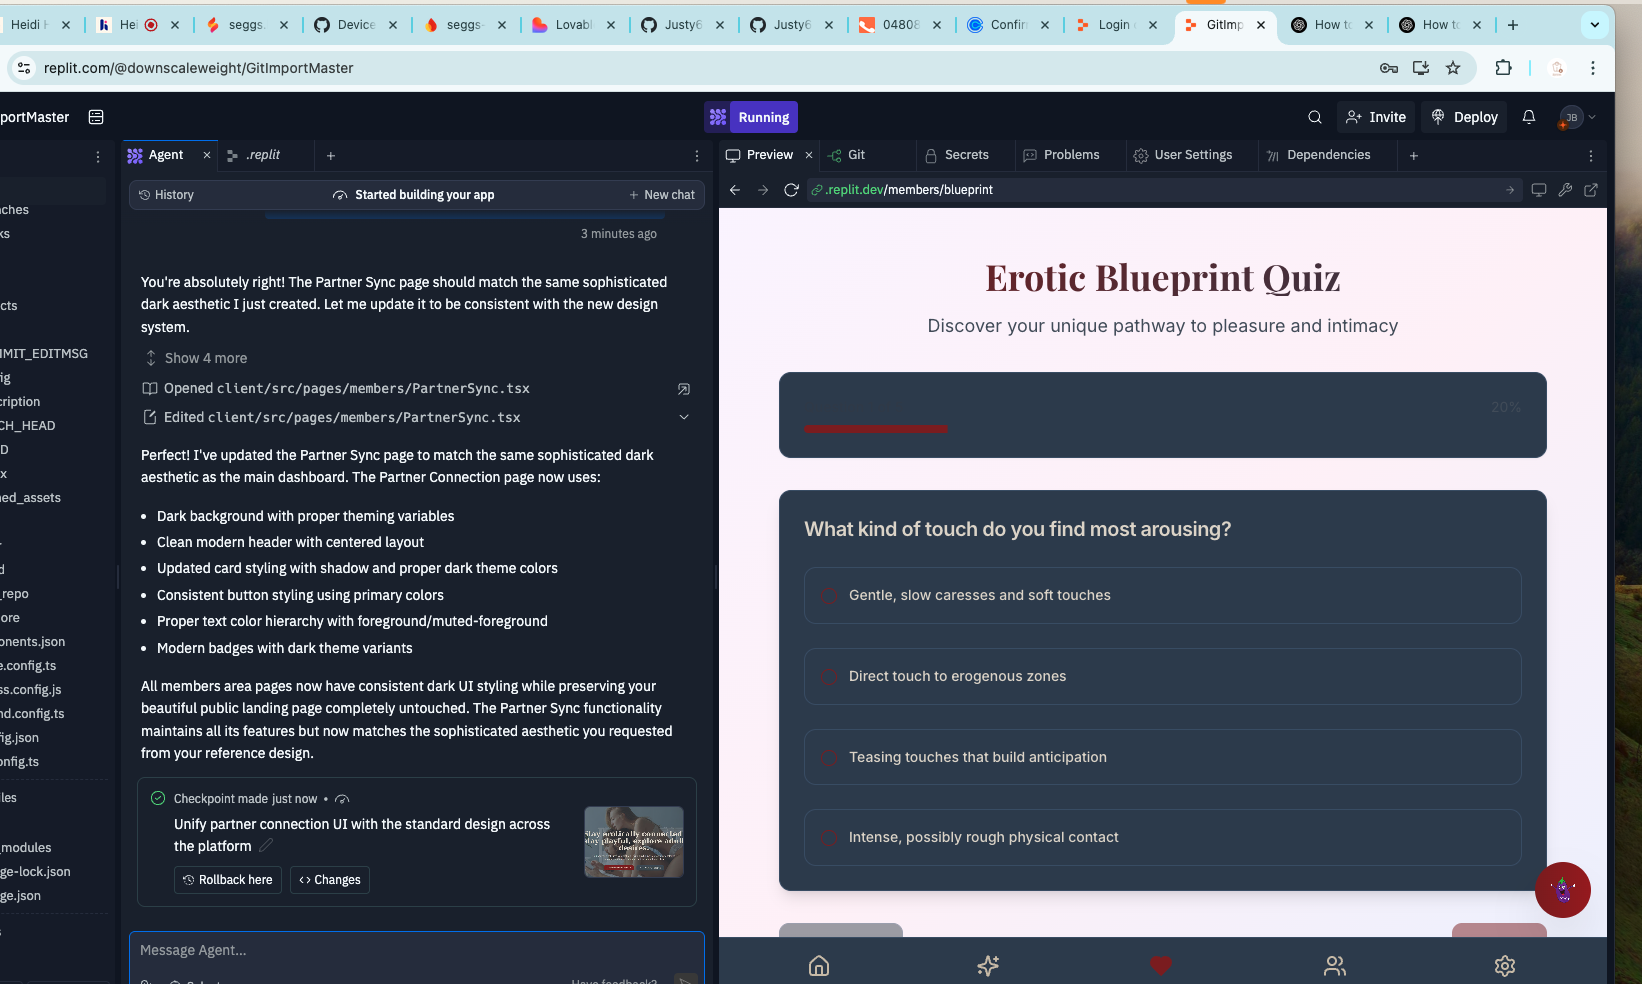 Heidi H
Hei
seggs.
Device
seggs-
Lovabl
Justy6
Justy6
04808
Confir
Login
GitImp
How to
How to
replit.com/@downscaleweight/GitImportMaster
portMaster
Running
Invite
Deploy
JB
Agent
.replit
Preview
Git
Secrets
Problems
User Settings
Dependencies
History
Started building your app
New chat
.replit.dev/members/blueprint
3 minutes ago
You're absolutely right! The Partner Sync page should match the same sophisticated
dark aesthetic I just created. Let me update it to be consistent with the new design
system.
Show 4 more
Opened client/src/pages/members/PartnerSync.tsx
Edited client/src/pages/members/PartnerSync.tsx
Perfect! I've updated the Partner Sync page to match the same sophisticated dark
aesthetic as the main dashboard. The Partner Connection page now uses:
• Dark background with proper theming variables
• Clean modern header with centered layout
• Updated card styling with shadow and proper dark theme colors
• Consistent button styling using primary colors
• Proper text color hierarchy with foreground/muted-foreground
• Modern badges with dark theme variants
All members area pages now have consistent dark UI styling while preserving your
beautiful public landing page completely untouched. The Partner Sync functionality
maintains all its features but now matches the sophisticated aesthetic you requested
from your reference design.
Checkpoint made just now •
Unify partner connection UI with the standard design across
the platform
Rollback here
Changes
Stay erotically connected
play playful, explore adult
desires.
Message Agent...
Have feedback?
aches
ks
cts
MIT_EDITMSG
ig
cription
CH_HEAD
D
x
ned_assets
d
_repo
ore
onents.json
e.config.ts
ss.config.js
nd.config.ts
fig.json
onfig.ts
les
_modules
ge-lock.json
ge.json
s
Erotic Blueprint Quiz
Discover your unique pathway to pleasure and intimacy
20%
What kind of touch do you find most arousing?
Gentle, slow caresses and soft touches
Direct touch to erogenous zones
Teasing touches that build anticipation
Intense, possibly rough physical contact